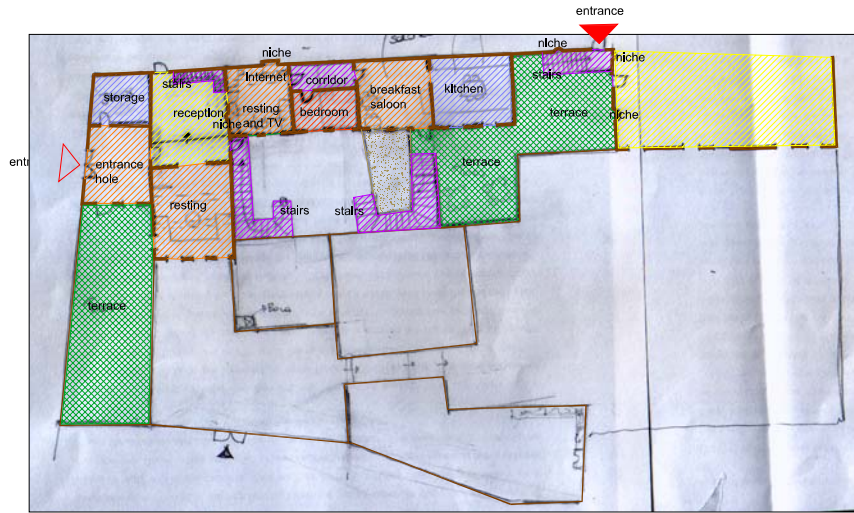 entrance
niche
niche
niche
Internet
corridor
stairs
stairs
storage
reception
niche
resting
and TV
bedroom
breakfast
saloon
kitchen
terrace
niche
entrance
hole
terrace
resting
stairs
stairs
terrace